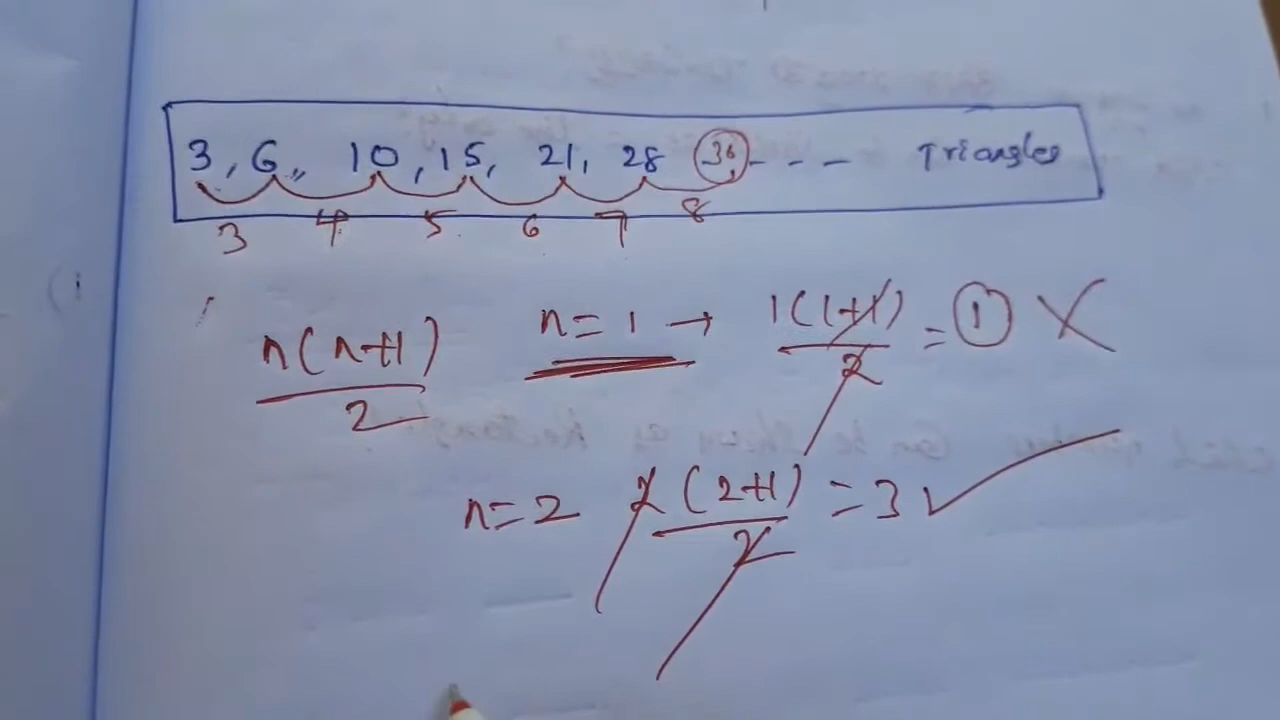 3, 6,, 10, 15, 21, 28 36 - - - Triangles
3 4 5 6 7 8
n(n+1)/2 n=1 → 1(1+1)/2 = 1 X
n=2 2(2+1)/2 = 3 ✓